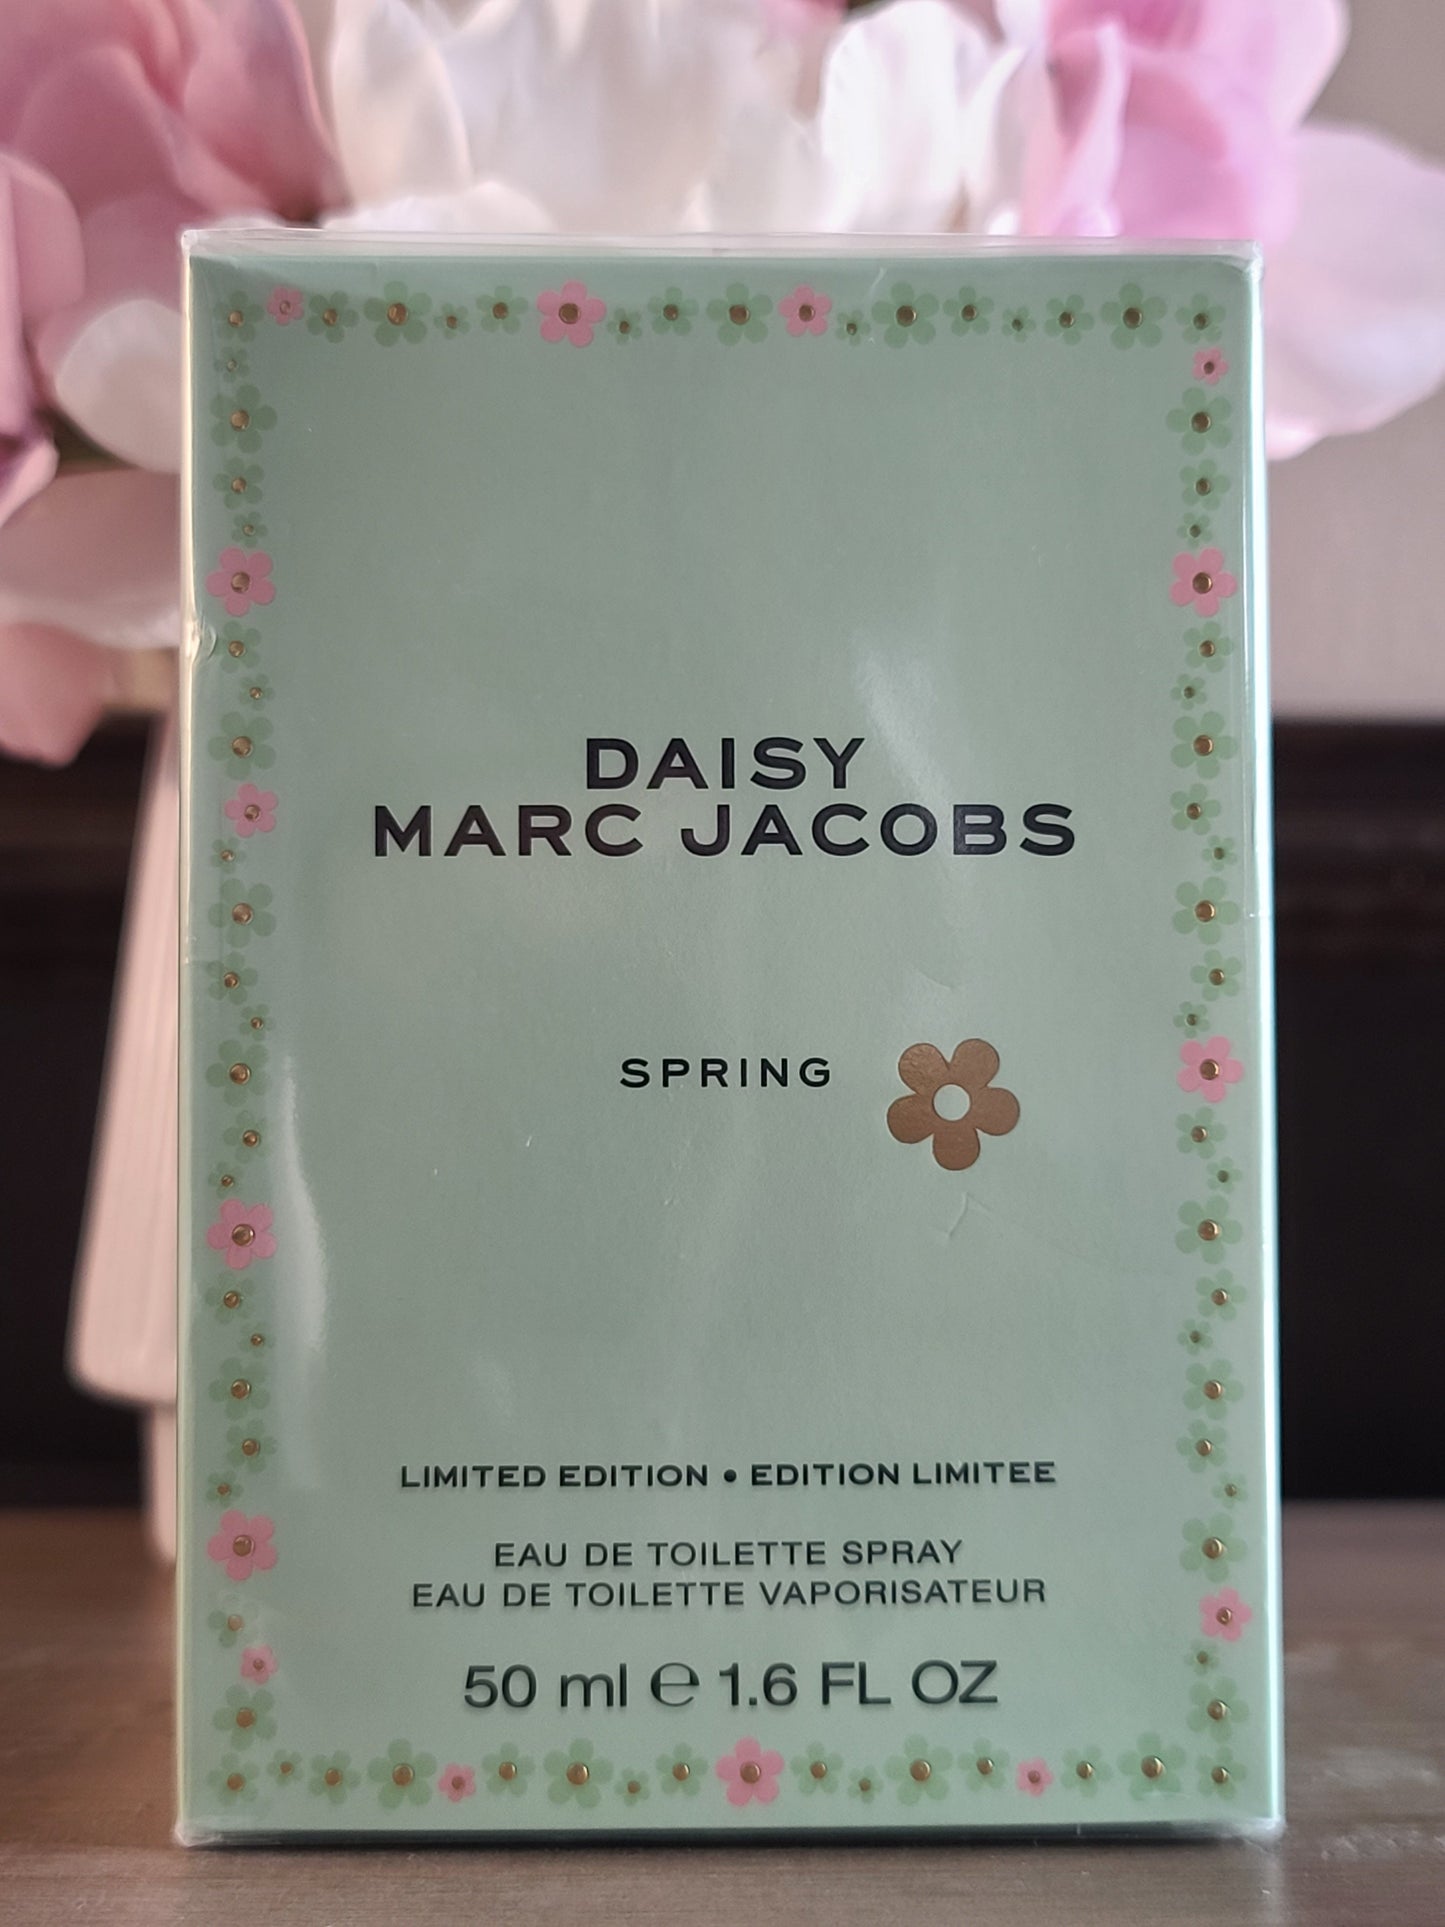 DAISY
MARC JACOBS
SPRING
LIMITED EDITION • EDITION LIMITEE
EAU DE TOILETTE SPRAY
EAU DE TOILETTE VAPORISATEUR
50 ml ℮ 1.6 FL OZ